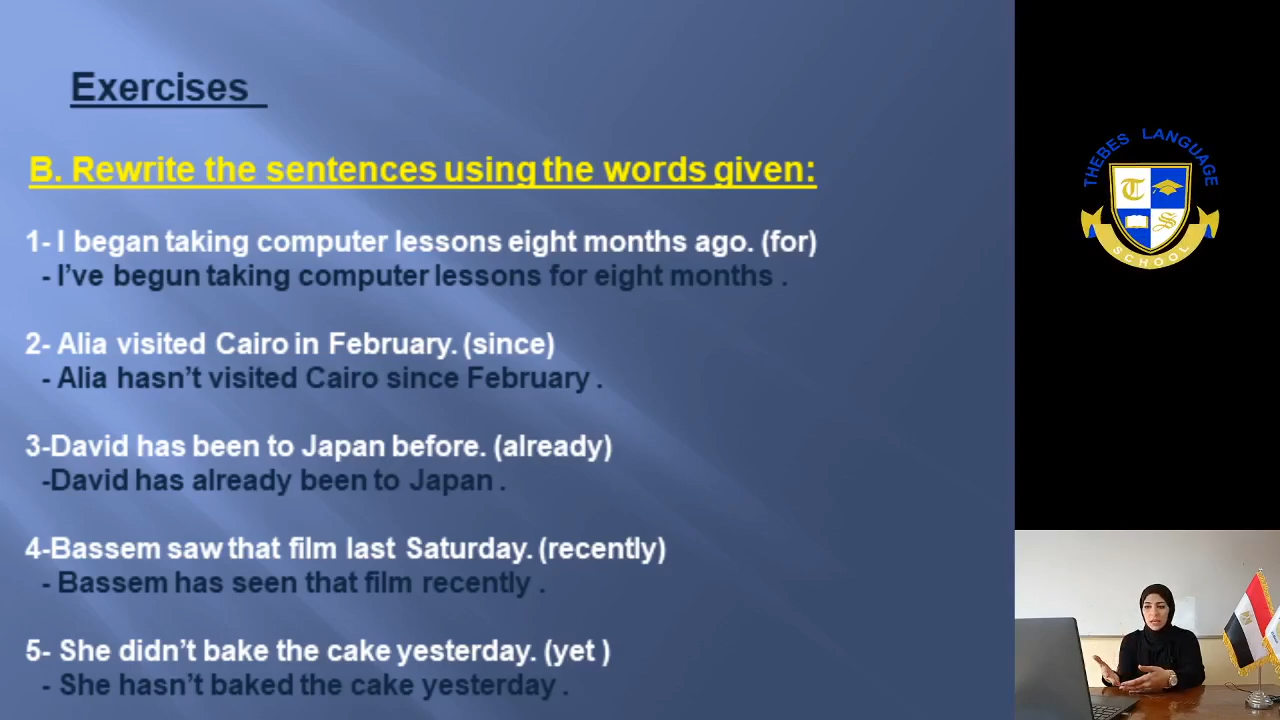 Exercises
B. Rewrite the sentences using the words given:
1- I began taking computer lessons eight months ago. (for)
- I’ve begun taking computer lessons for eight months .
2- Alia visited Cairo in February. (since)
- Alia hasn’t visited Cairo since February .
3-David has been to Japan before. (already)
-David has already been to Japan .
4-Bassem saw that film last Saturday. (recently)
- Bassem has seen that film recently .
5- She didn’t bake the cake yesterday. (yet )
- She hasn’t baked the cake yesterday .
THEBES LANGUAGE
T
S
SCHOOL